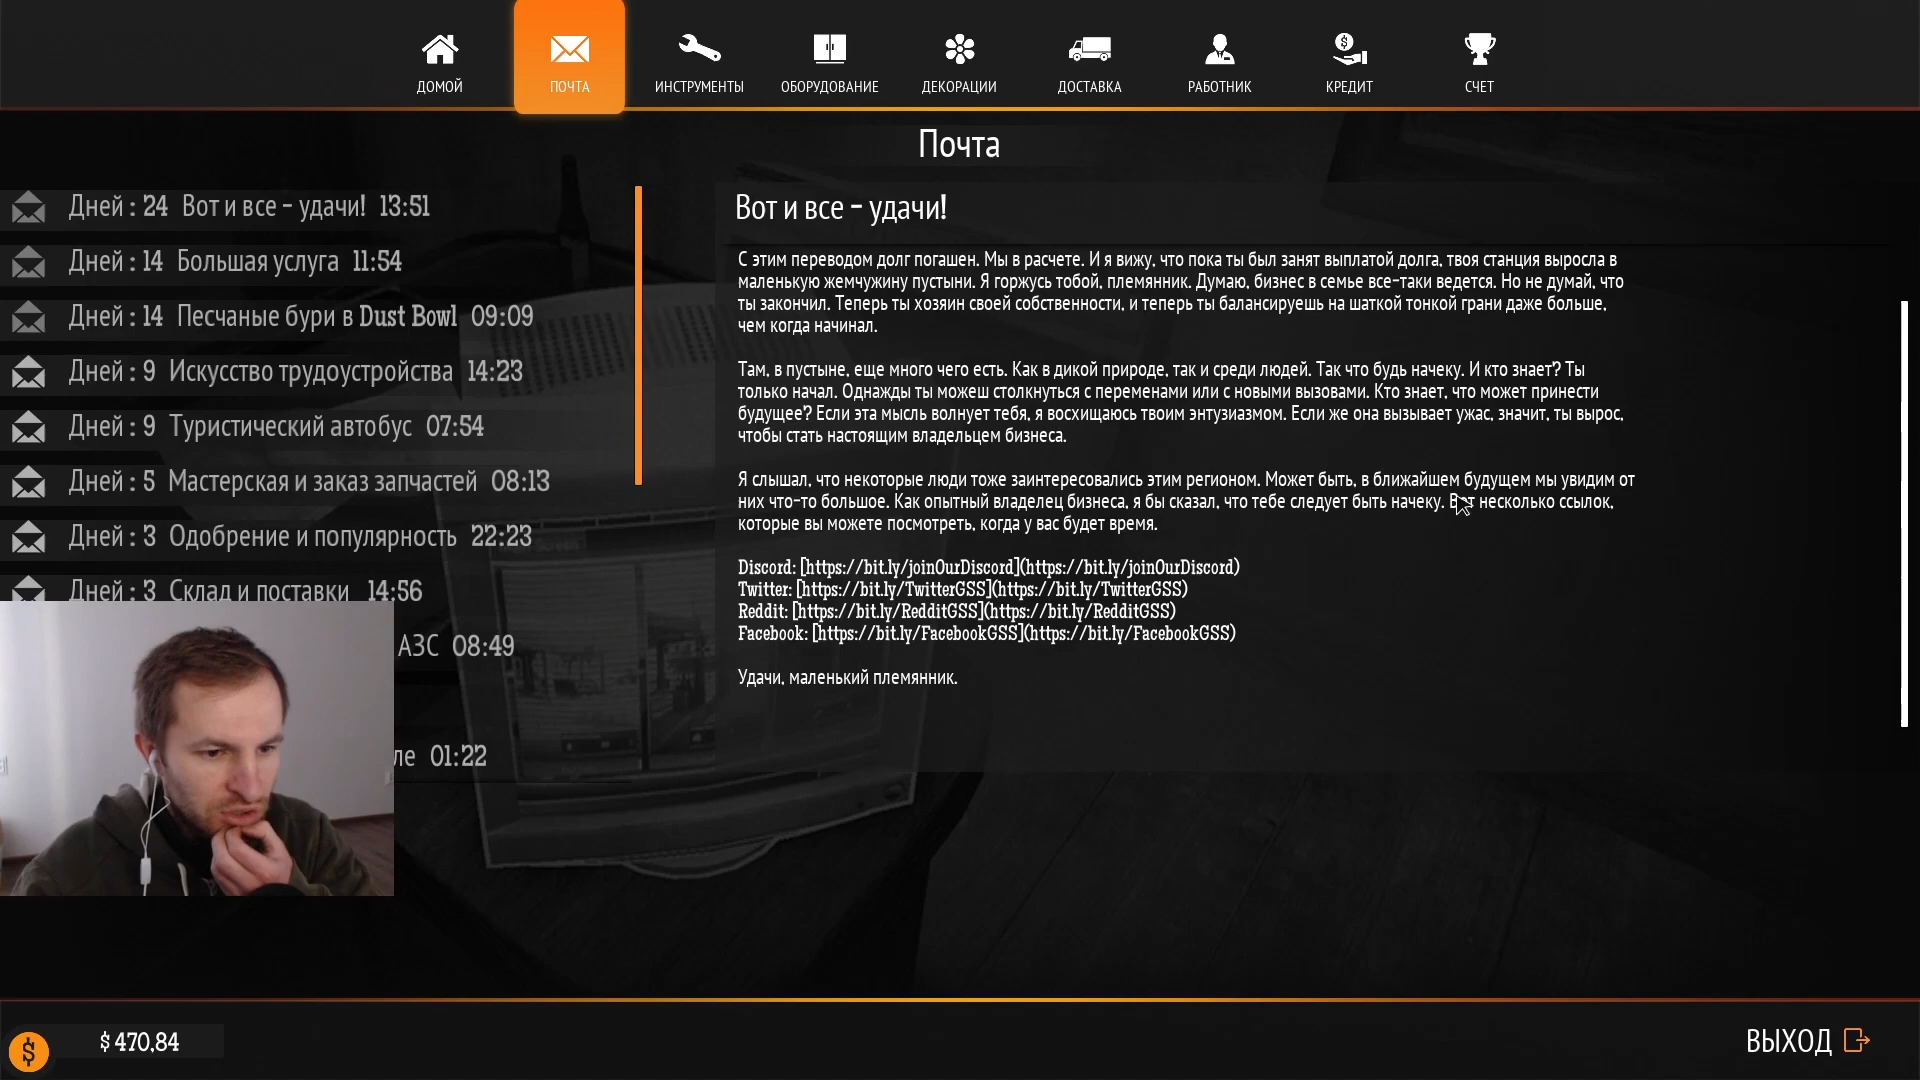 ДОМОЙ
ПОЧТА
ИНСТРУМЕНТЫ
ОБОРУДОВАНИЕ
ДЕКОРАЦИИ
ДОСТАВКА
РАБОТНИК
КРЕДИТ
СЧЕТ
Почта
Дней : 24 Вот и все - удачи! 13:51
Дней : 14 Большая услуга 11:54
Дней : 14 Песчаные бури в Dust Bowl 09:09
Дней : 9 Искусство трудоустройства 14:23
Дней : 9 Туристический автобус 07:54
Дней : 5 Мастерская и заказ запчастей 08:13
Дней : 3 Одобрение и популярность 22:23
Дней : 3 Склад и поставки 14:56
АЗС 08:49
ле 01:22
Вот и все - удачи!
С этим переводом долг погашен. Мы в расчете. И я вижу, что пока ты был занят выплатой долга, твоя станция выросла в
маленькую жемчужину пустыни. Я горжусь тобой, племянник. Думаю, бизнес в семье все-таки ведется. Но не думай, что
ты закончил. Теперь ты хозяин своей собственности, и теперь ты балансируешь на шаткой тонкой грани даже больше,
чем когда начинал.
Там, в пустыне, еще много чего есть. Как в дикой природе, так и среди людей. Так что будь начеку. И кто знает? Ты
только начал. Однажды ты можеш столкнуться с переменами или с новыми вызовами. Кто знает, что может принести
будущее? Если эта мысль волнует тебя, я восхищаюсь твоим энтузиазмом. Если же она вызывает ужас, значит, ты вырос,
чтобы стать настоящим владельцем бизнеса.
Я слышал, что некоторые люди тоже заинтересовались этим регионом. Может быть, в ближайшем будущем мы увидим от
них что-то большое. Как опытный владелец бизнеса, я бы сказал, что тебе следует быть начеку. Вот несколько ссылок,
которые вы можете посмотреть, когда у вас будет время.
Discord: [https://bit.ly/joinOurDiscord](https://bit.ly/joinOurDiscord)
Twitter: [https://bit.ly/TwitterGSS](https://bit.ly/TwitterGSS)
Reddit: [https://bit.ly/RedditGSS](https://bit.ly/RedditGSS)
Facebook: [https://bit.ly/FacebookGSS](https://bit.ly/FacebookGSS)
Удачи, маленький племянник.
$ 470,84
ВЫХОД